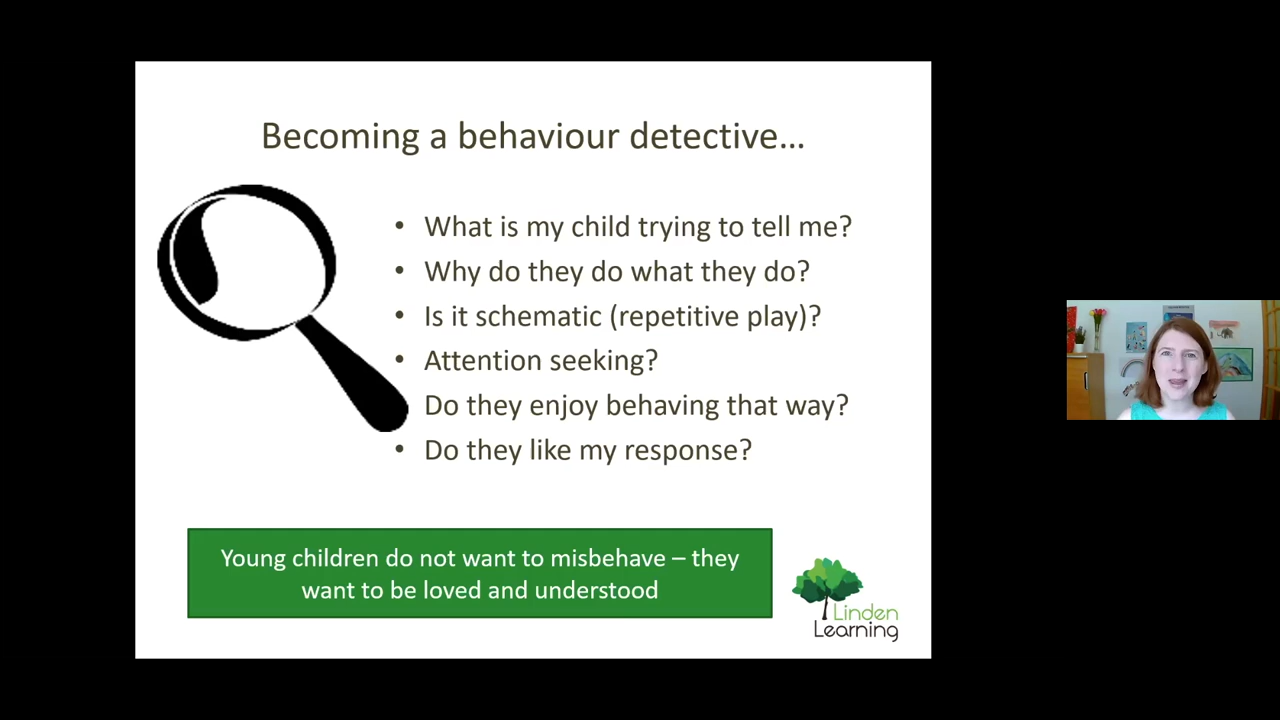 Becoming a behaviour detective…
• What is my child trying to tell me?
• Why do they do what they do?
• Is it schematic (repetitive play)?
• Attention seeking?
Do they enjoy behaving that way?
• Do they like my response?
Young children do not want to misbehave – they
want to be loved and understood
Linden
Learning